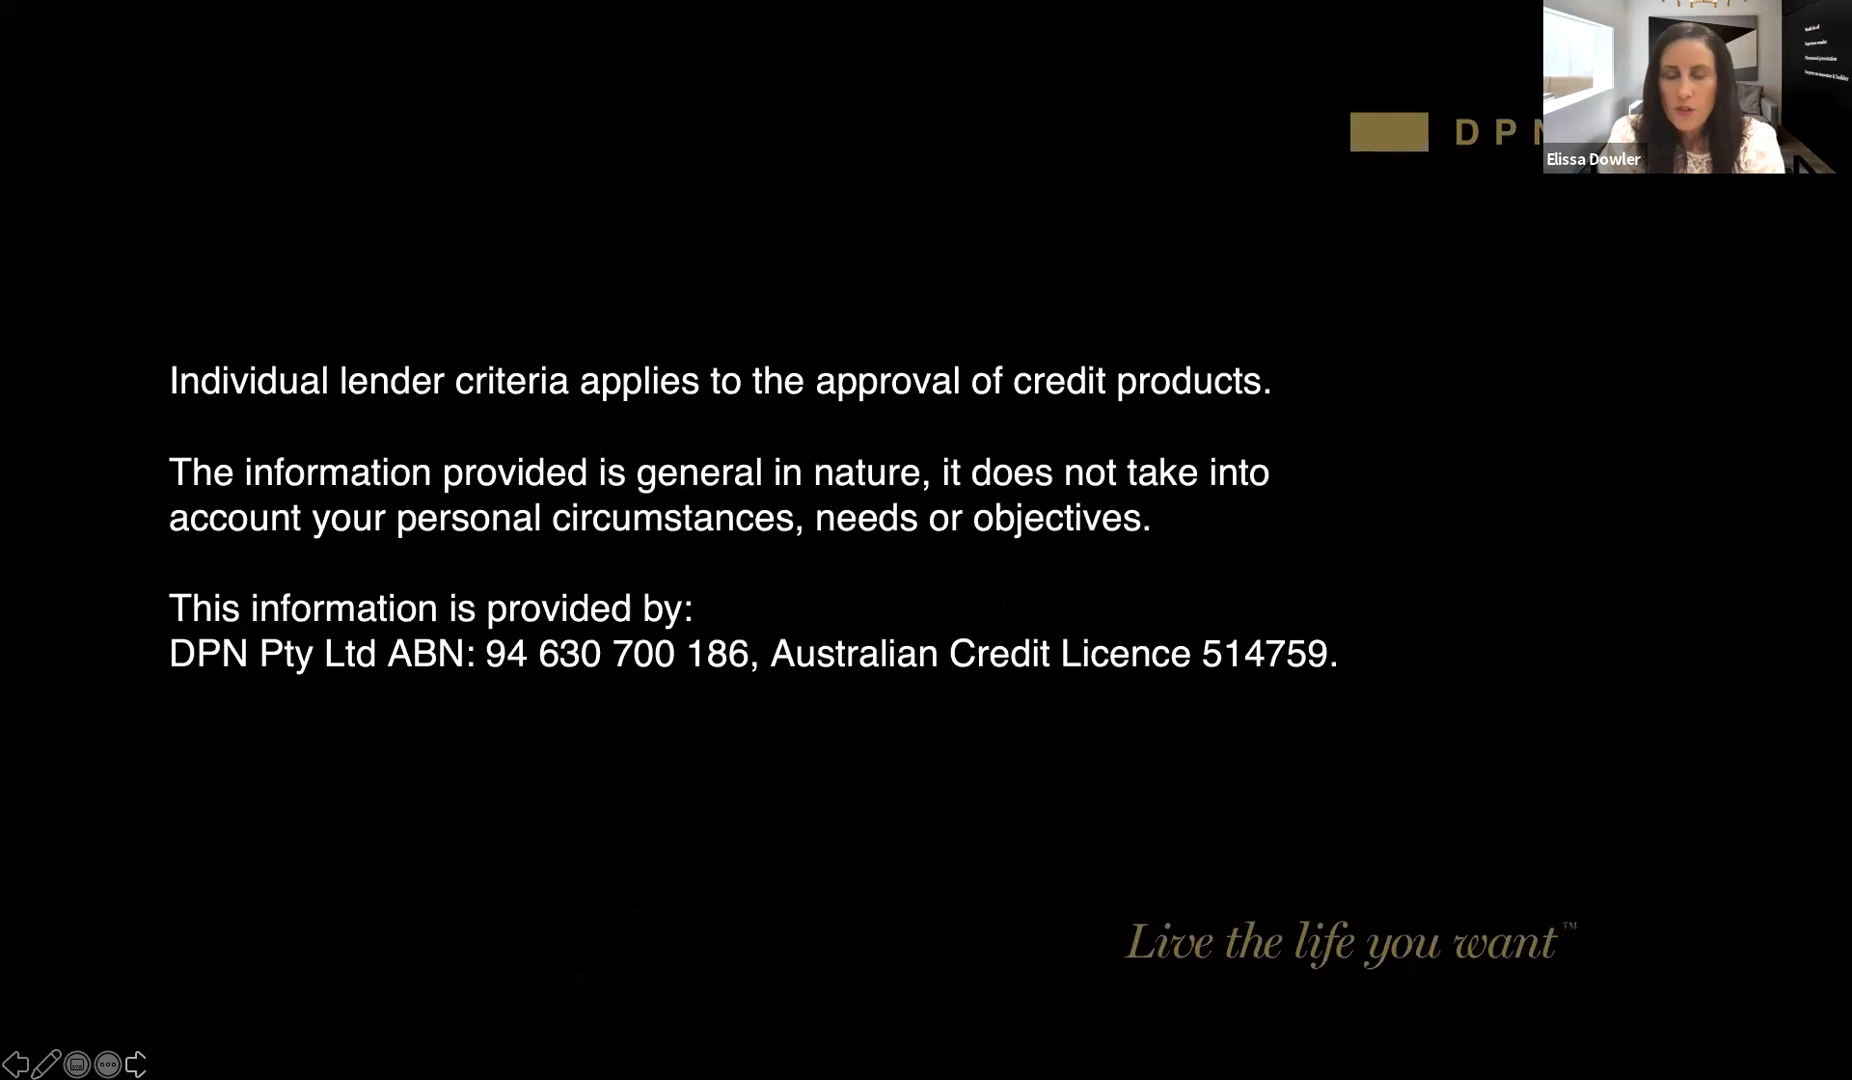 DPN
Elissa Dowler
Individual lender criteria applies to the approval of credit products.
The information provided is general in nature, it does not take into
account your personal circumstances, needs or objectives.
This information is provided by:
DPN Pty Ltd ABN: 94 630 700 186, Australian Credit Licence 514759.
Live the life you want™